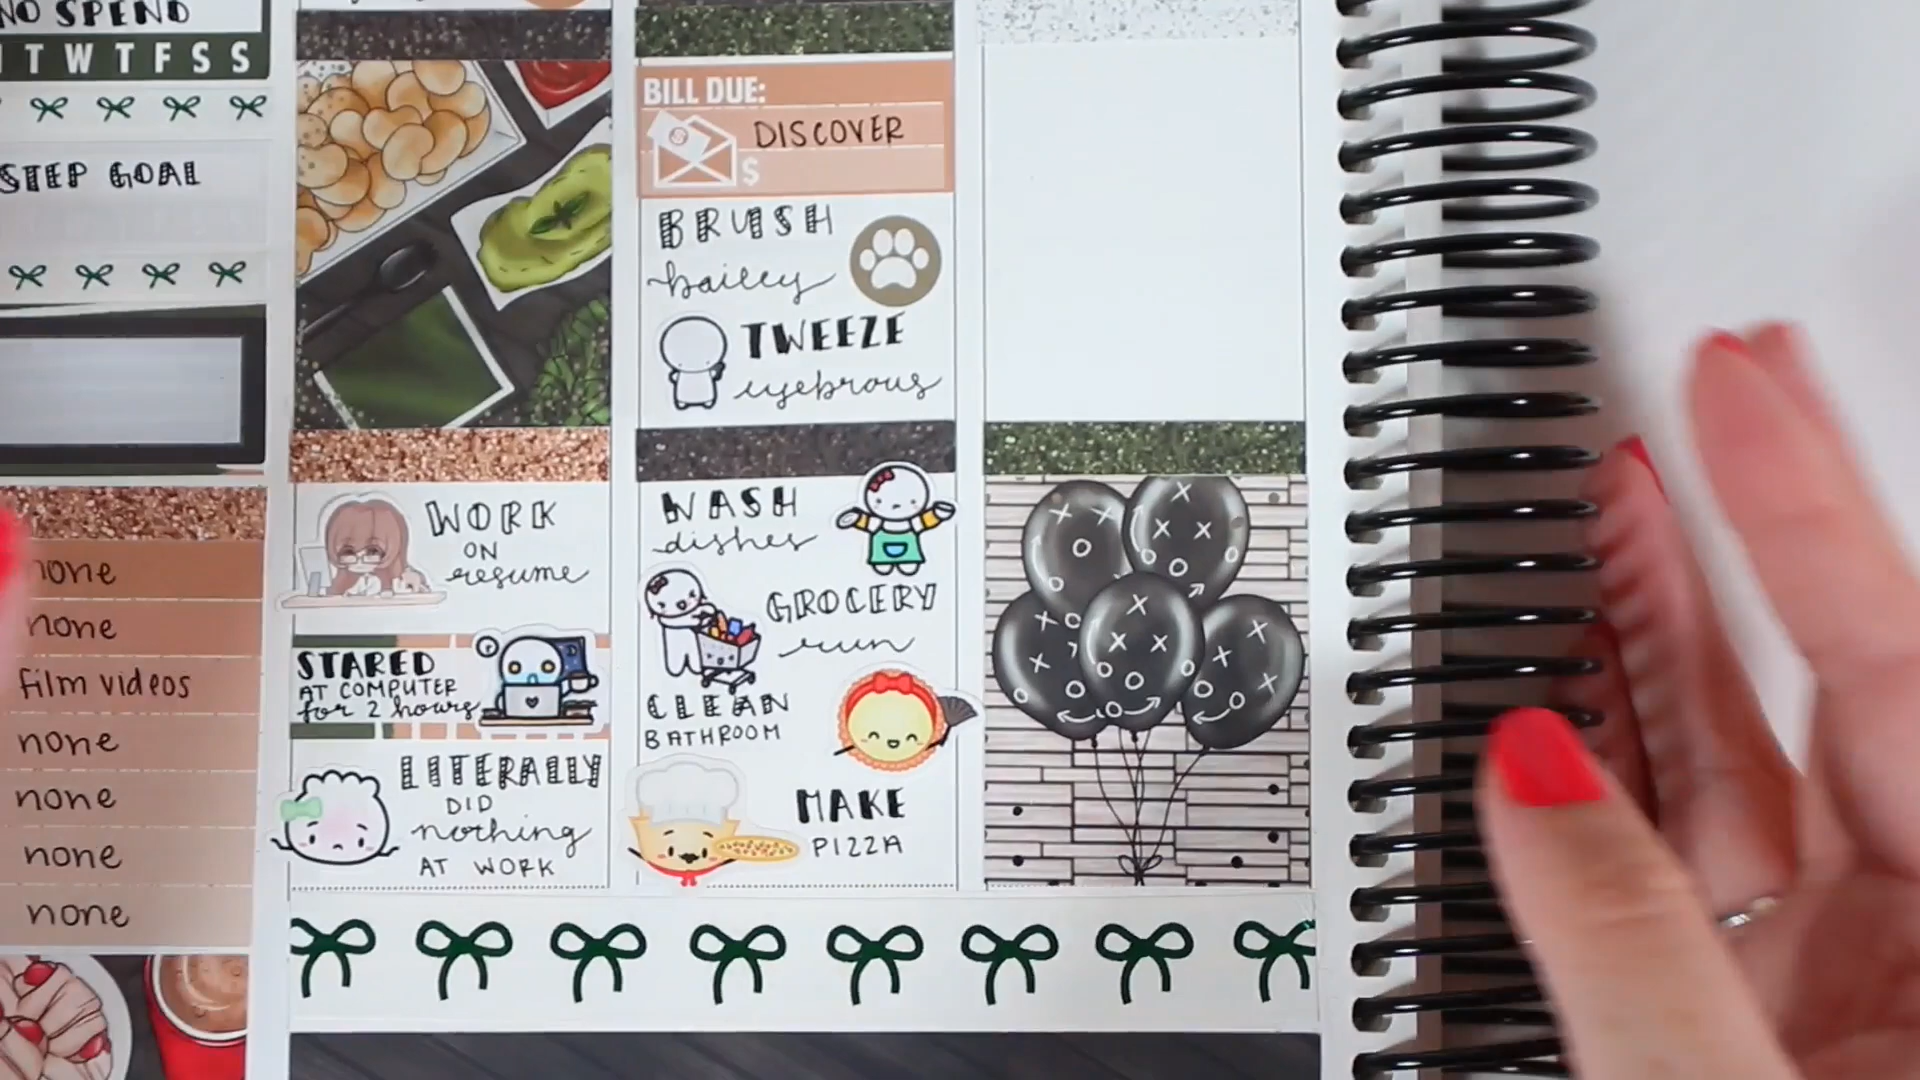 NO SPEND
T W T F S S
STEP GOAL
none
none
film videos
none
none
none
none
WORK
ON
resume
STARED
AT COMPUTER
for 2 hours
LITERALLY
DID
nothing
AT WORK
BILL DUE:
DISCOVER
$
BRUSH
bailey
TWEEZE
eyebrows
WASH
dishes
GROCERY
run
CLEAN
BATHROOM
MAKE
PIZZA